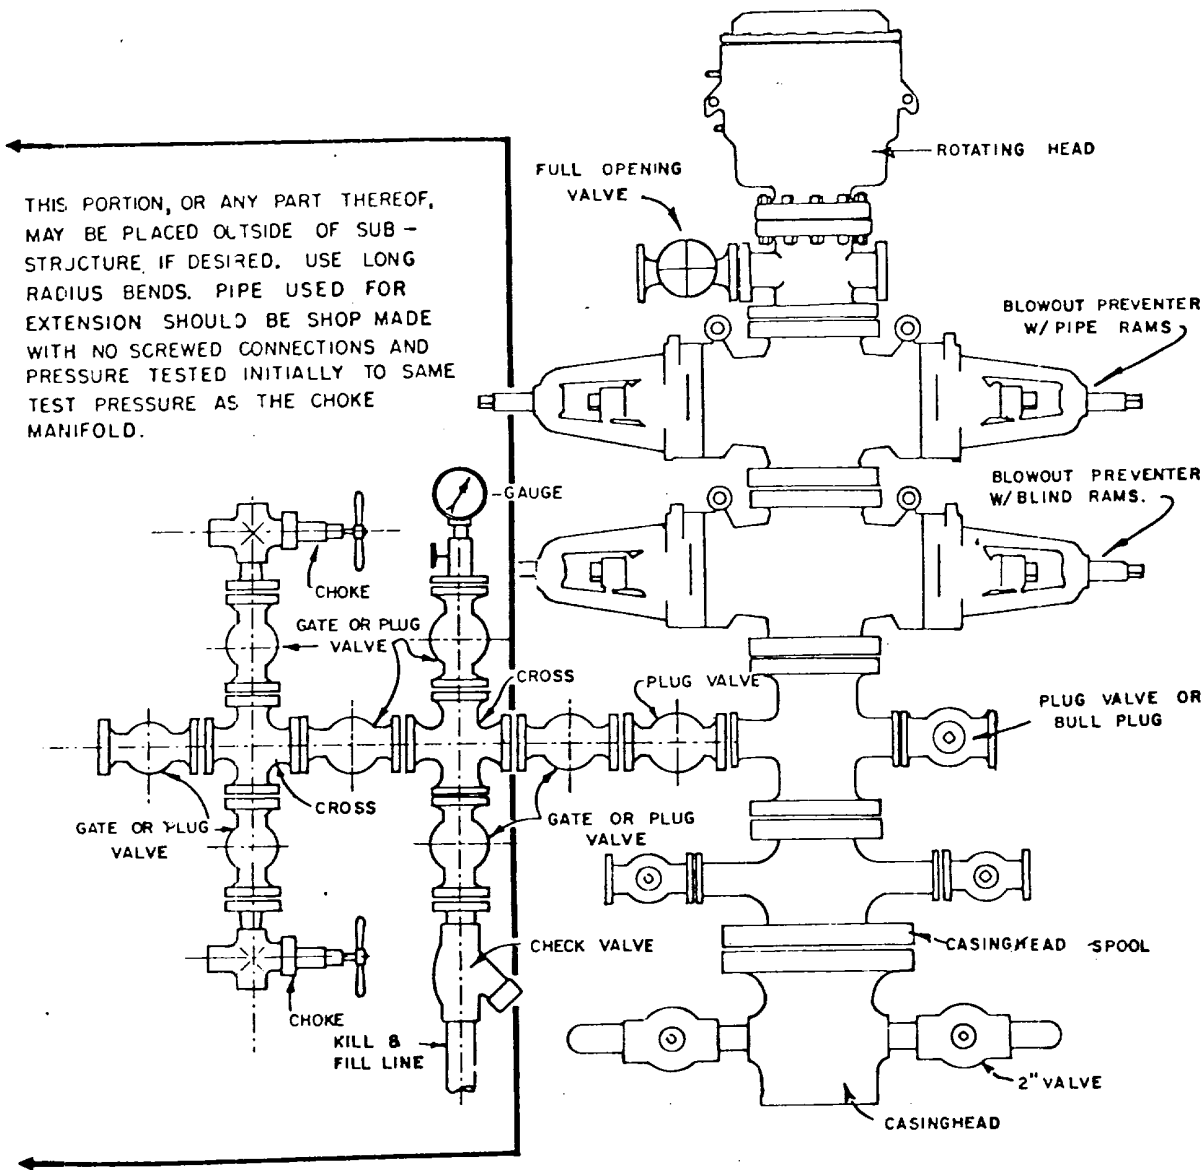 ROTATING HEAD
FULL OPENING
VALVE
THIS PORTION, OR ANY PART THEREOF,
MAY BE PLACED OUTSIDE OF SUB-
STRUCTURE IF DESIRED. USE LONG
RADIUS BENDS. PIPE USED FOR
EXTENSION SHOULD BE SHOP MADE
WITH NO SCREWED CONNECTIONS AND
PRESSURE TESTED INITIALLY TO SAME
TEST PRESSURE AS THE CHOKE
MANIFOLD.
BLOWOUT PREVENTER
W/ PIPE RAMS
BLOWOUT PREVENTER
W/BLIND RAMS.
GAUGE
CHOKE
GATE OR PLUG
VALVE
CROSS
PLUG VALVE
PLUG VALVE OR
BULL PLUG
CROSS
GATE OR PLUG
VALVE
GATE OR PLUG
VALVE
CHECK VALVE
CASINGHEAD SPOOL
CHOKE
KILL &
FILL LINE
2" VALVE
CASINGHEAD